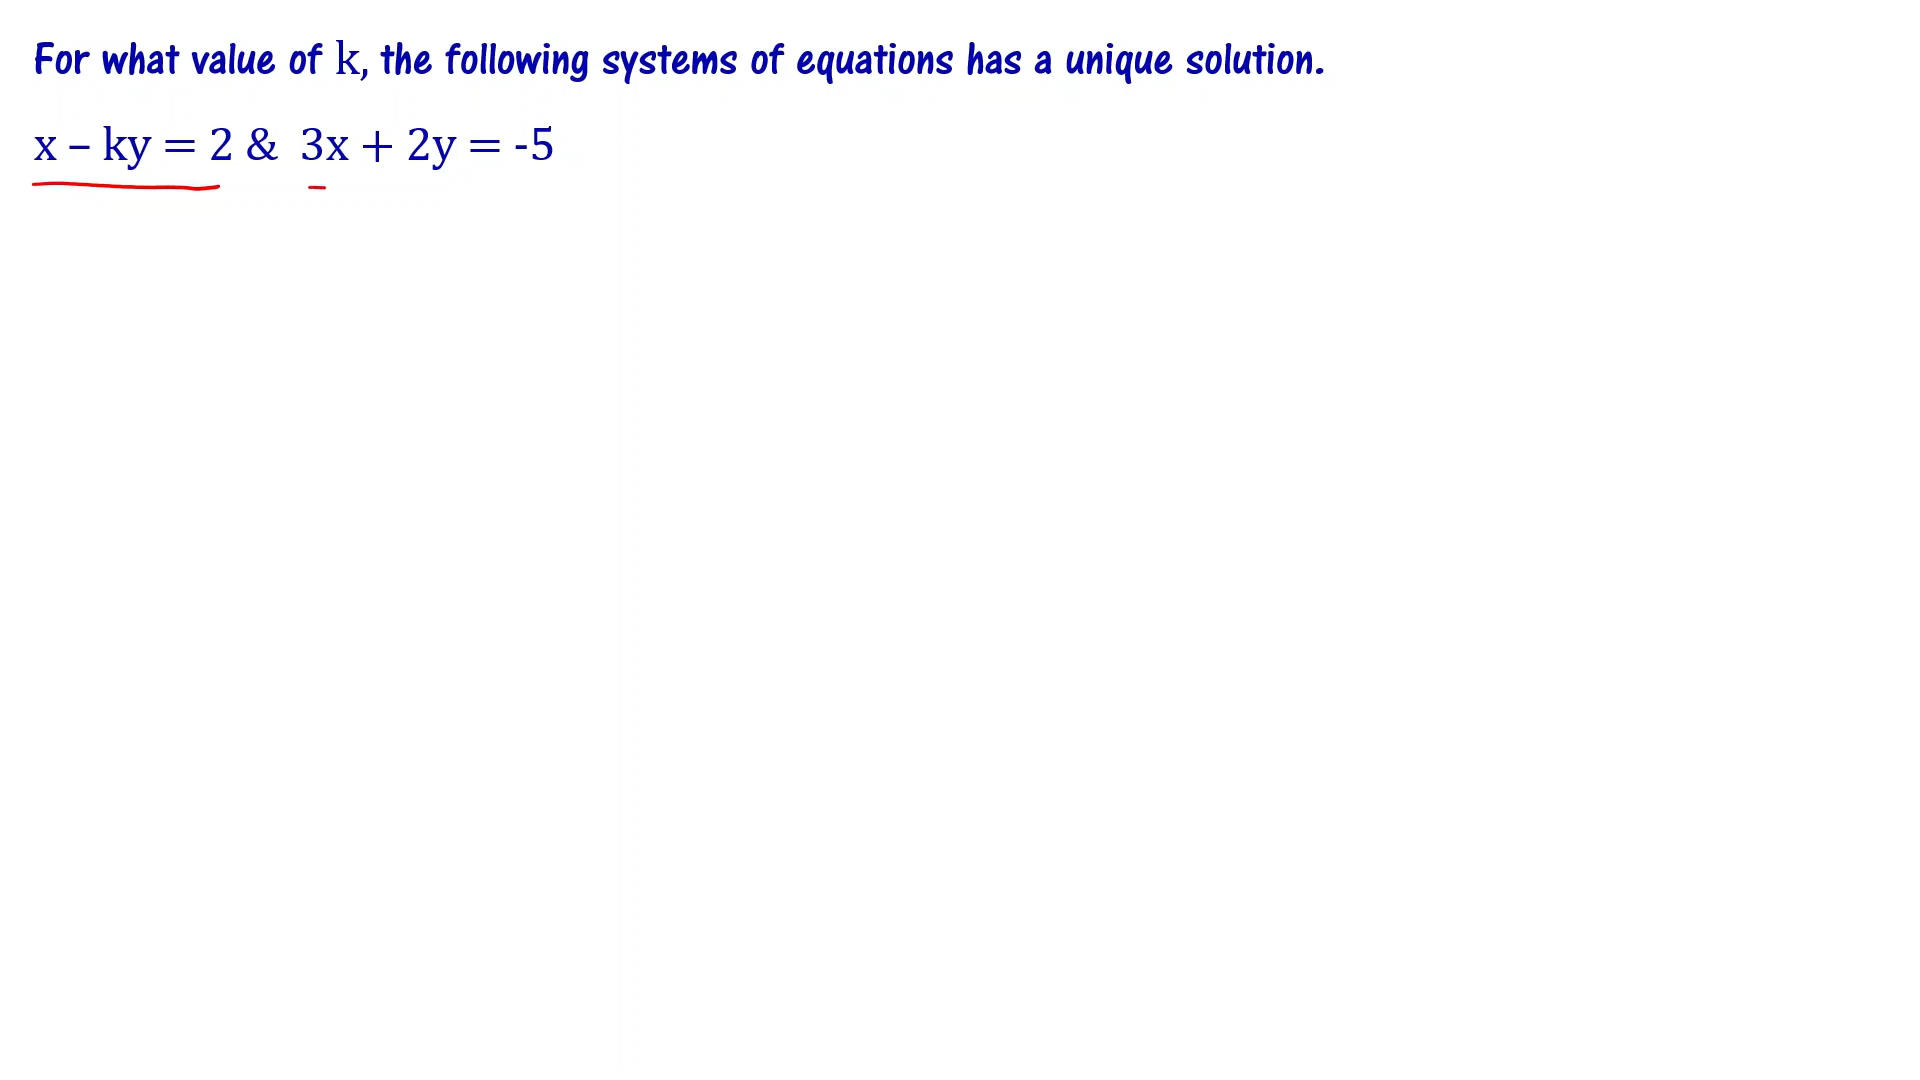 For what value of k, the following systems of equations has a unique solution.
x – ky = 2 & 3x + 2y = -5